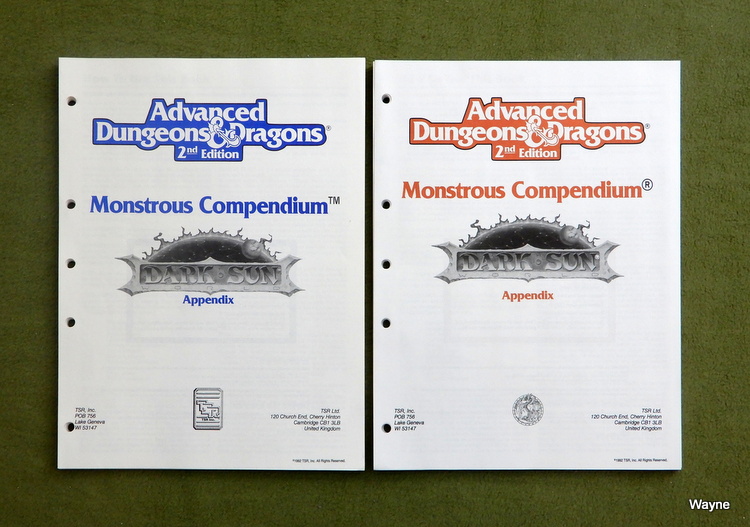 Advanced
Dungeons & Dragons®
2nd Edition
Monstrous Compendium™
DARK SUN
Appendix
TSR, Inc.
POB 756
Lake Geneva
WI 53147
TSR
TSR Inc.
TSR Ltd.
120 Church End, Cherry Hinton
Cambridge CB1 3LB
United Kingdom
©1992 TSR, Inc. All Rights Reserved.
Advanced
Dungeons & Dragons®
2nd Edition
Monstrous Compendium®
DARK SUN
Appendix
TSR, Inc.
POB 756
Lake Geneva
WI 53147
TSR Ltd.
120 Church End, Cherry Hinton
Cambridge CB1 3LB
United Kingdom
©1992 TSR, Inc. All Rights Reserved.
Wayne